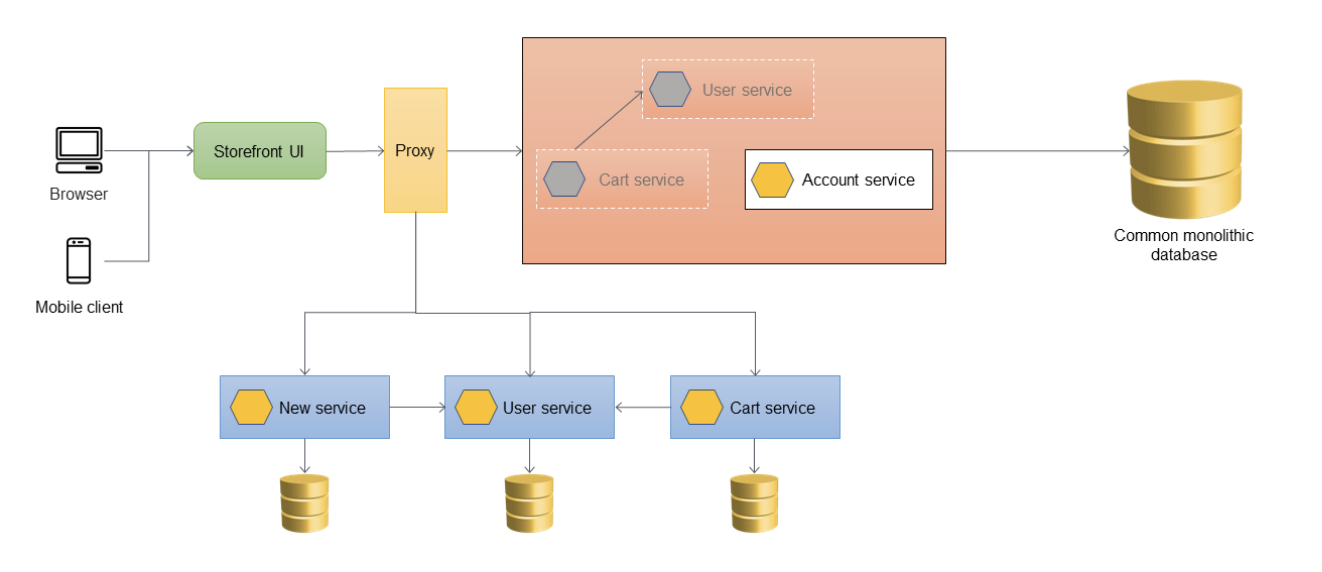 User service
Storefront UI
Proxy
Cart service
Account service
Browser
Common monolithic
database
Mobile client
New service
User service
Cart service